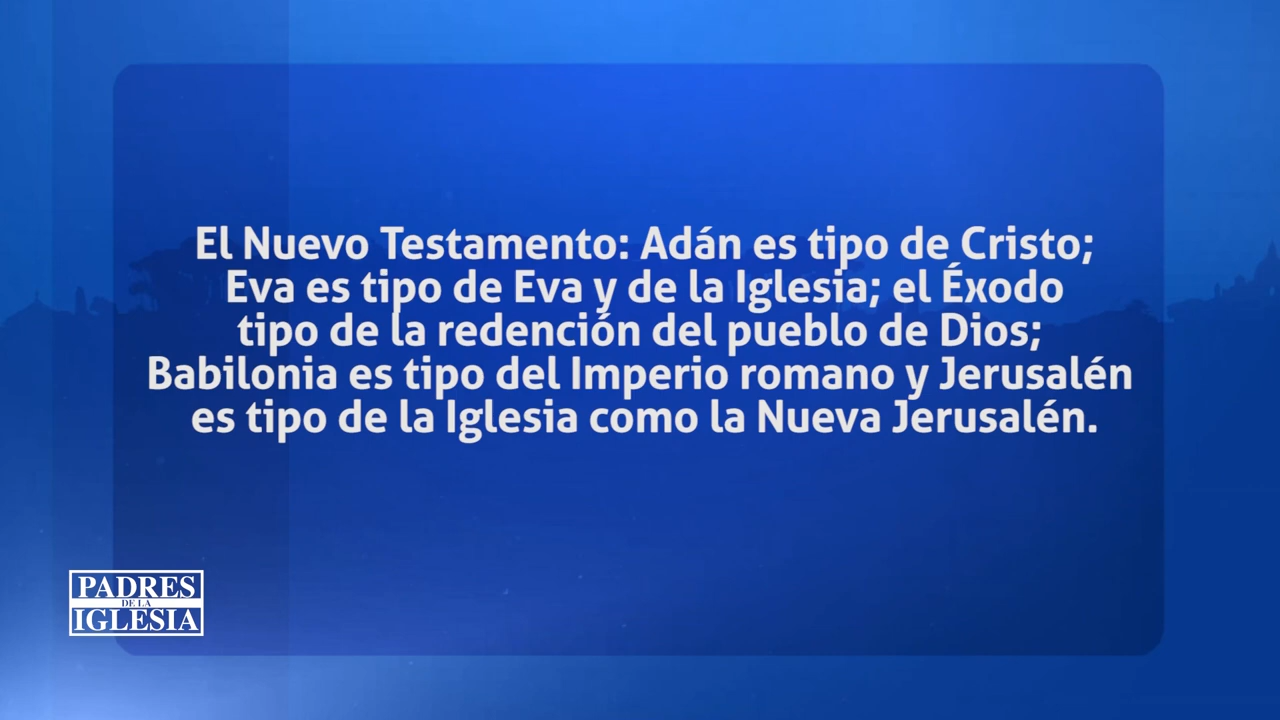 El Nuevo Testamento: Adán es tipo de Cristo;
Eva es tipo de Eva y de la Iglesia; el Éxodo
tipo de la redención del pueblo de Dios;
Babilonia es tipo del Imperio romano y Jerusalén
es tipo de la Iglesia como la Nueva Jerusalén.
PADRES
DE LA
IGLESIA